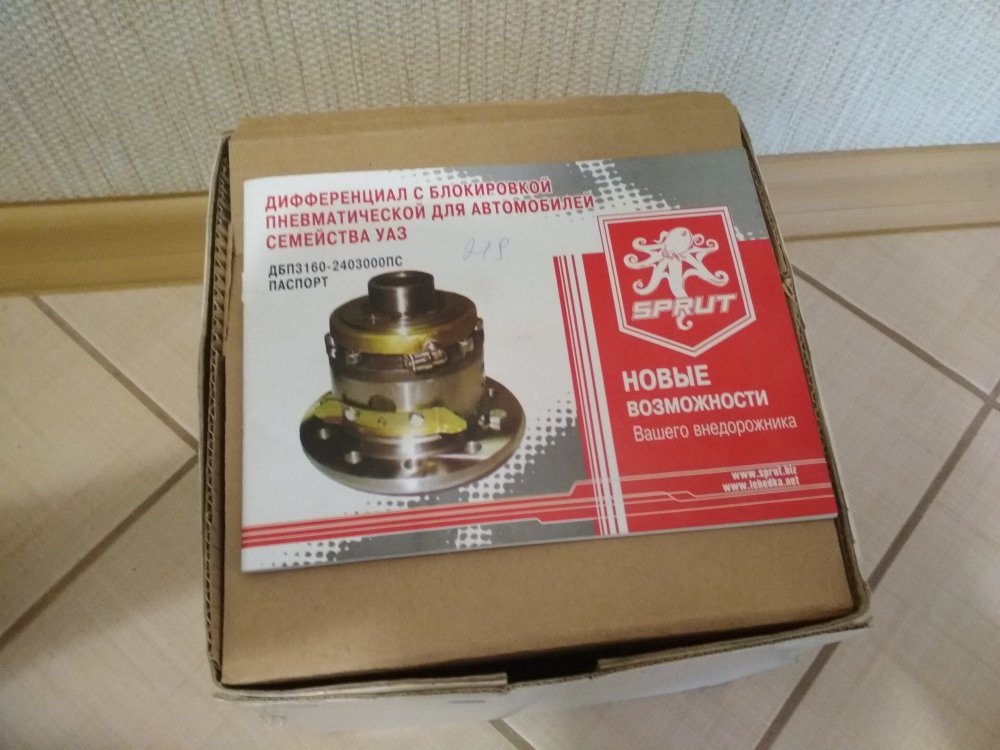 ДИФФЕРЕНЦИАЛ С БЛОКИРОВКОЙ
ПНЕВМАТИЧЕСКОЙ ДЛЯ АВТОМОБИЛЕЙ
СЕМЕЙСТВА УАЗ
219
ДБП3160-2403000ПС
ПАСПОРТ
SPRUT
НОВЫЕ
ВОЗМОЖНОСТИ
Вашего внедорожника
www.sprut.biz
www.lebedka.net